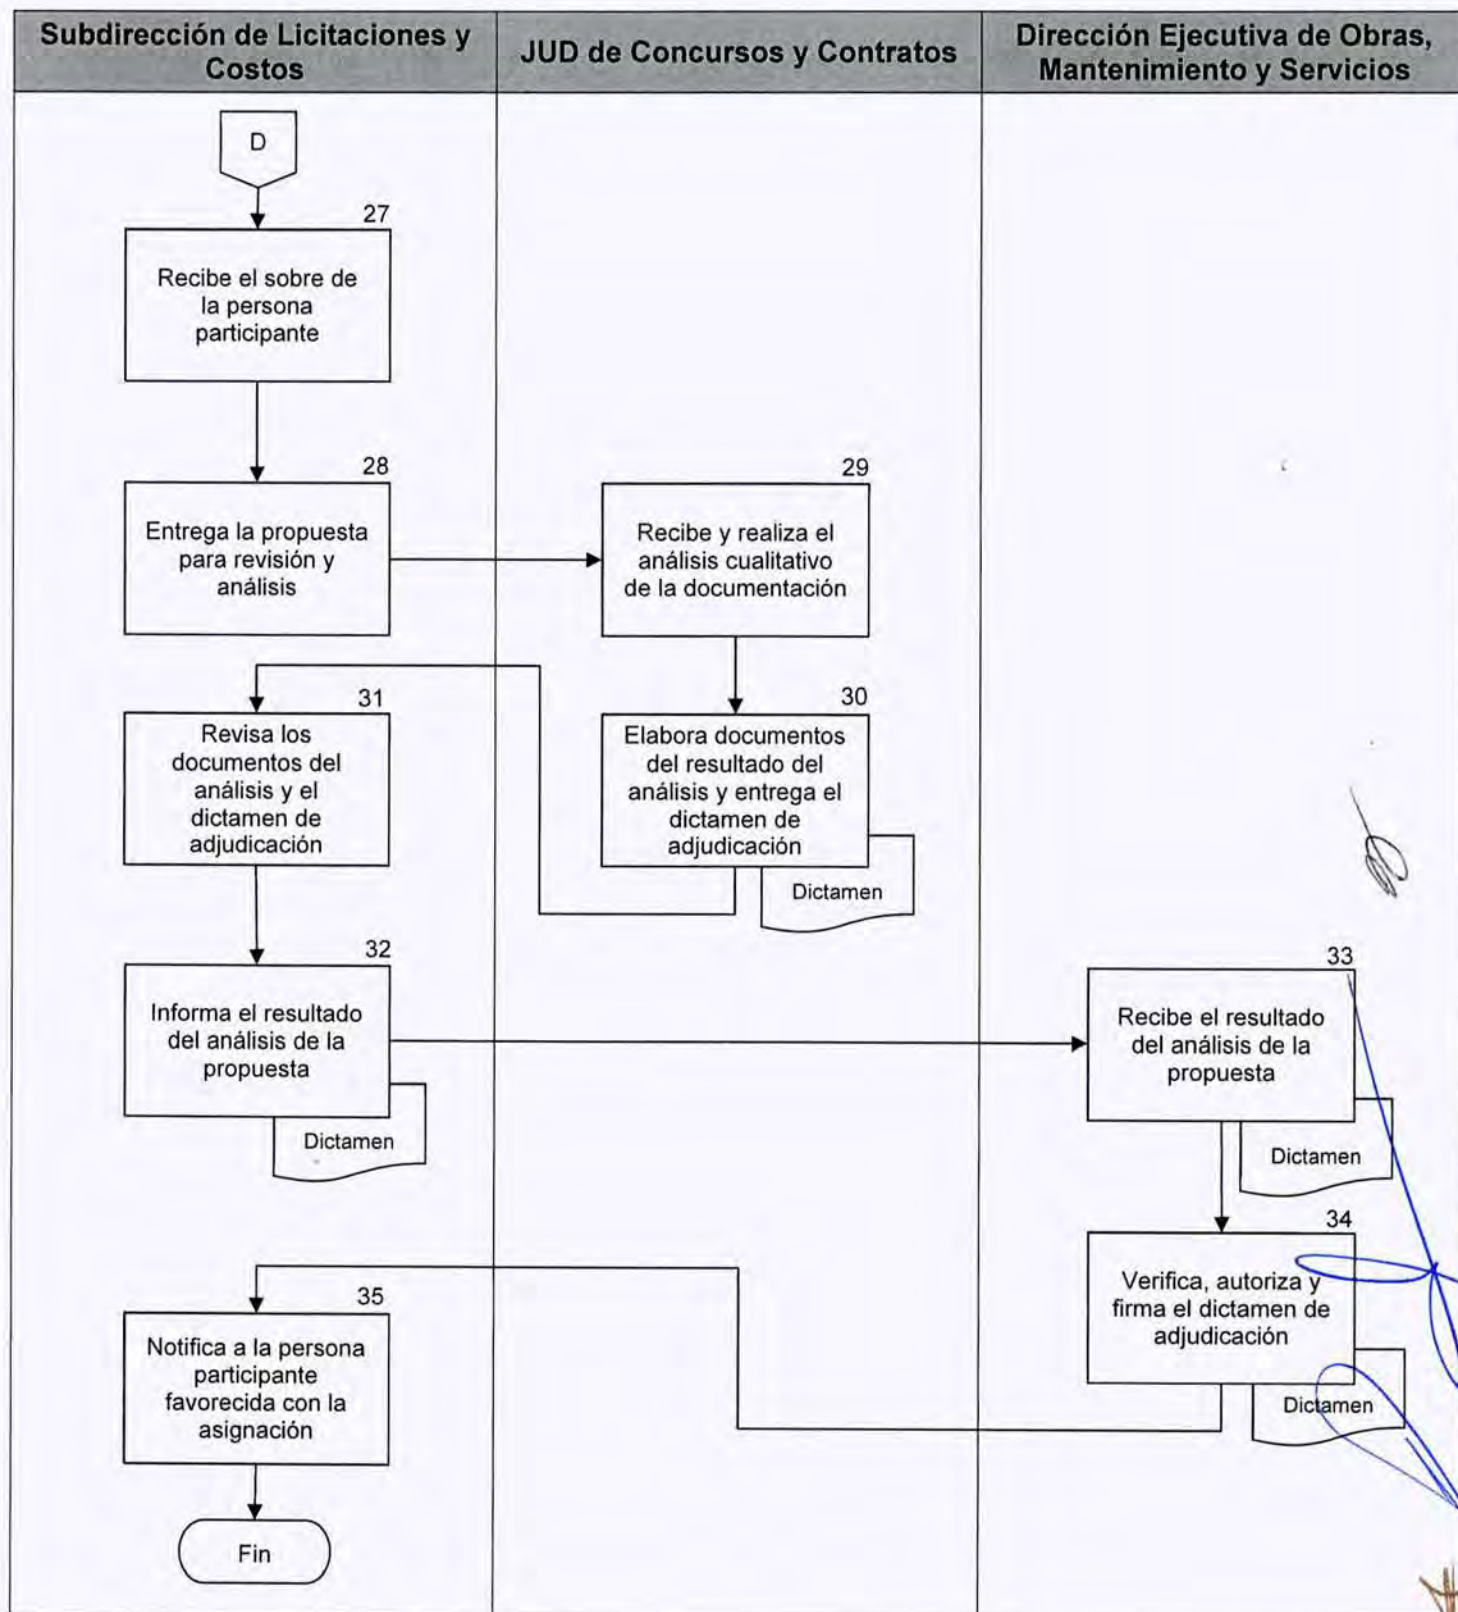 Subdirección de Licitaciones y
Costos
JUD de Concursos y Contratos
Dirección Ejecutiva de Obras,
Mantenimiento y Servicios
D
27
Recibe el sobre de
la persona
participante
28
Entrega la propuesta
para revisión y
análisis
29
Recibe y realiza el
análisis cualitativo
de la documentación
30
Elabora documentos
del resultado del
análisis y entrega el
dictamen de
adjudicación
Dictamen
31
Revisa los
documentos del
análisis y el
dictamen de
adjudicación
32
Informa el resultado
del análisis de la
propuesta
Dictamen
33
Recibe el resultado
del análisis de la
propuesta
Dictamen
34
Verifica, autoriza y
firma el dictamen de
adjudicación
Dictamen
35
Notifica a la persona
participante
favorecida con la
asignación
Fin